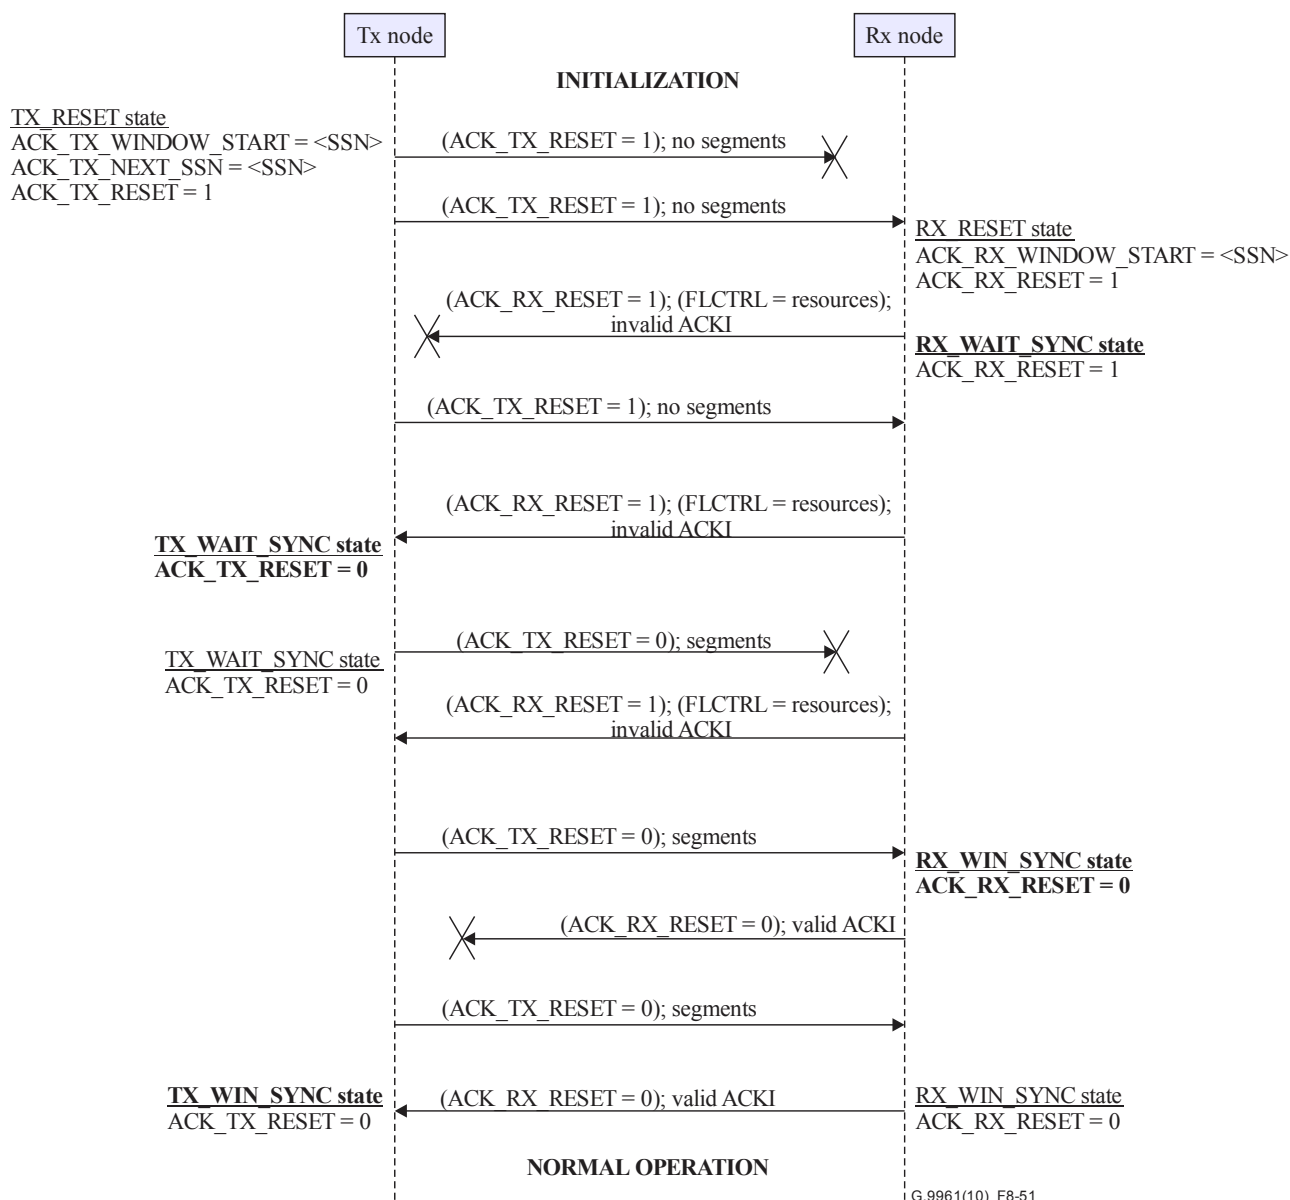 Tx node
Rx node
INITIALIZATION
TX_RESET state
ACK_TX_WINDOW_START = <SSN>
ACK_TX_NEXT_SSN = <SSN>
ACK_TX_RESET = 1
(ACK_TX_RESET = 1); no segments
(ACK_TX_RESET = 1); no segments
RX_RESET state
ACK_RX_WINDOW_START = <SSN>
ACK_RX_RESET = 1
(ACK_RX_RESET = 1); (FLCTRL = resources);
invalid ACKI
RX_WAIT_SYNC state
ACK_RX_RESET = 1
(ACK_TX_RESET = 1); no segments
(ACK_RX_RESET = 1); (FLCTRL = resources);
invalid ACKI
TX_WAIT_SYNC state
ACK_TX_RESET = 0
(ACK_TX_RESET = 0); segments
TX_WAIT_SYNC state
ACK_TX_RESET = 0
(ACK_RX_RESET = 1); (FLCTRL = resources);
invalid ACKI
(ACK_TX_RESET = 0); segments
RX_WIN_SYNC state
ACK_RX_RESET = 0
(ACK_RX_RESET = 0); valid ACKI
(ACK_TX_RESET = 0); segments
TX_WIN_SYNC state
ACK_TX_RESET = 0
(ACK_RX_RESET = 0); valid ACKI
RX_WIN_SYNC state
ACK_RX_RESET = 0
NORMAL OPERATION
G.9961(10)_F8-51